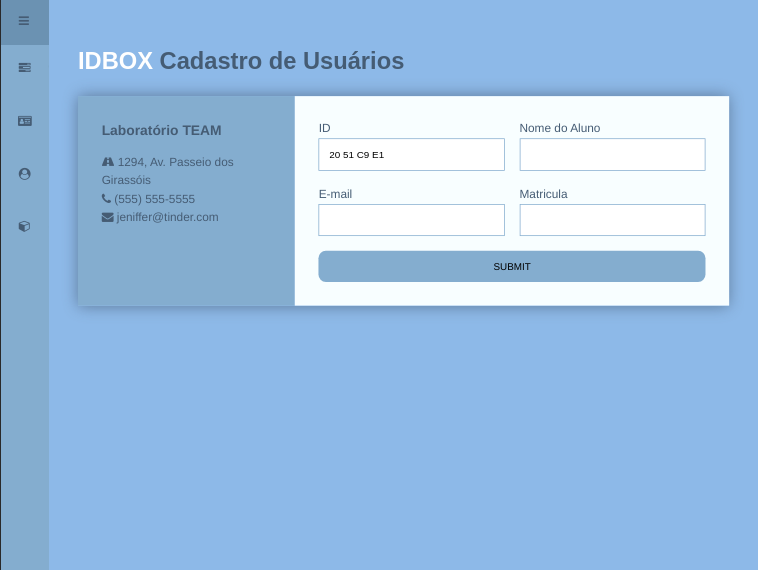 IDBOX Cadastro de Usuários
Laboratório TEAM
1294, Av. Passeio dos
Girassóis
(555) 555-5555
jeniffer@tinder.com
ID
Nome do Aluno
20 51 C9 E1
E-mail
Matricula
SUBMIT